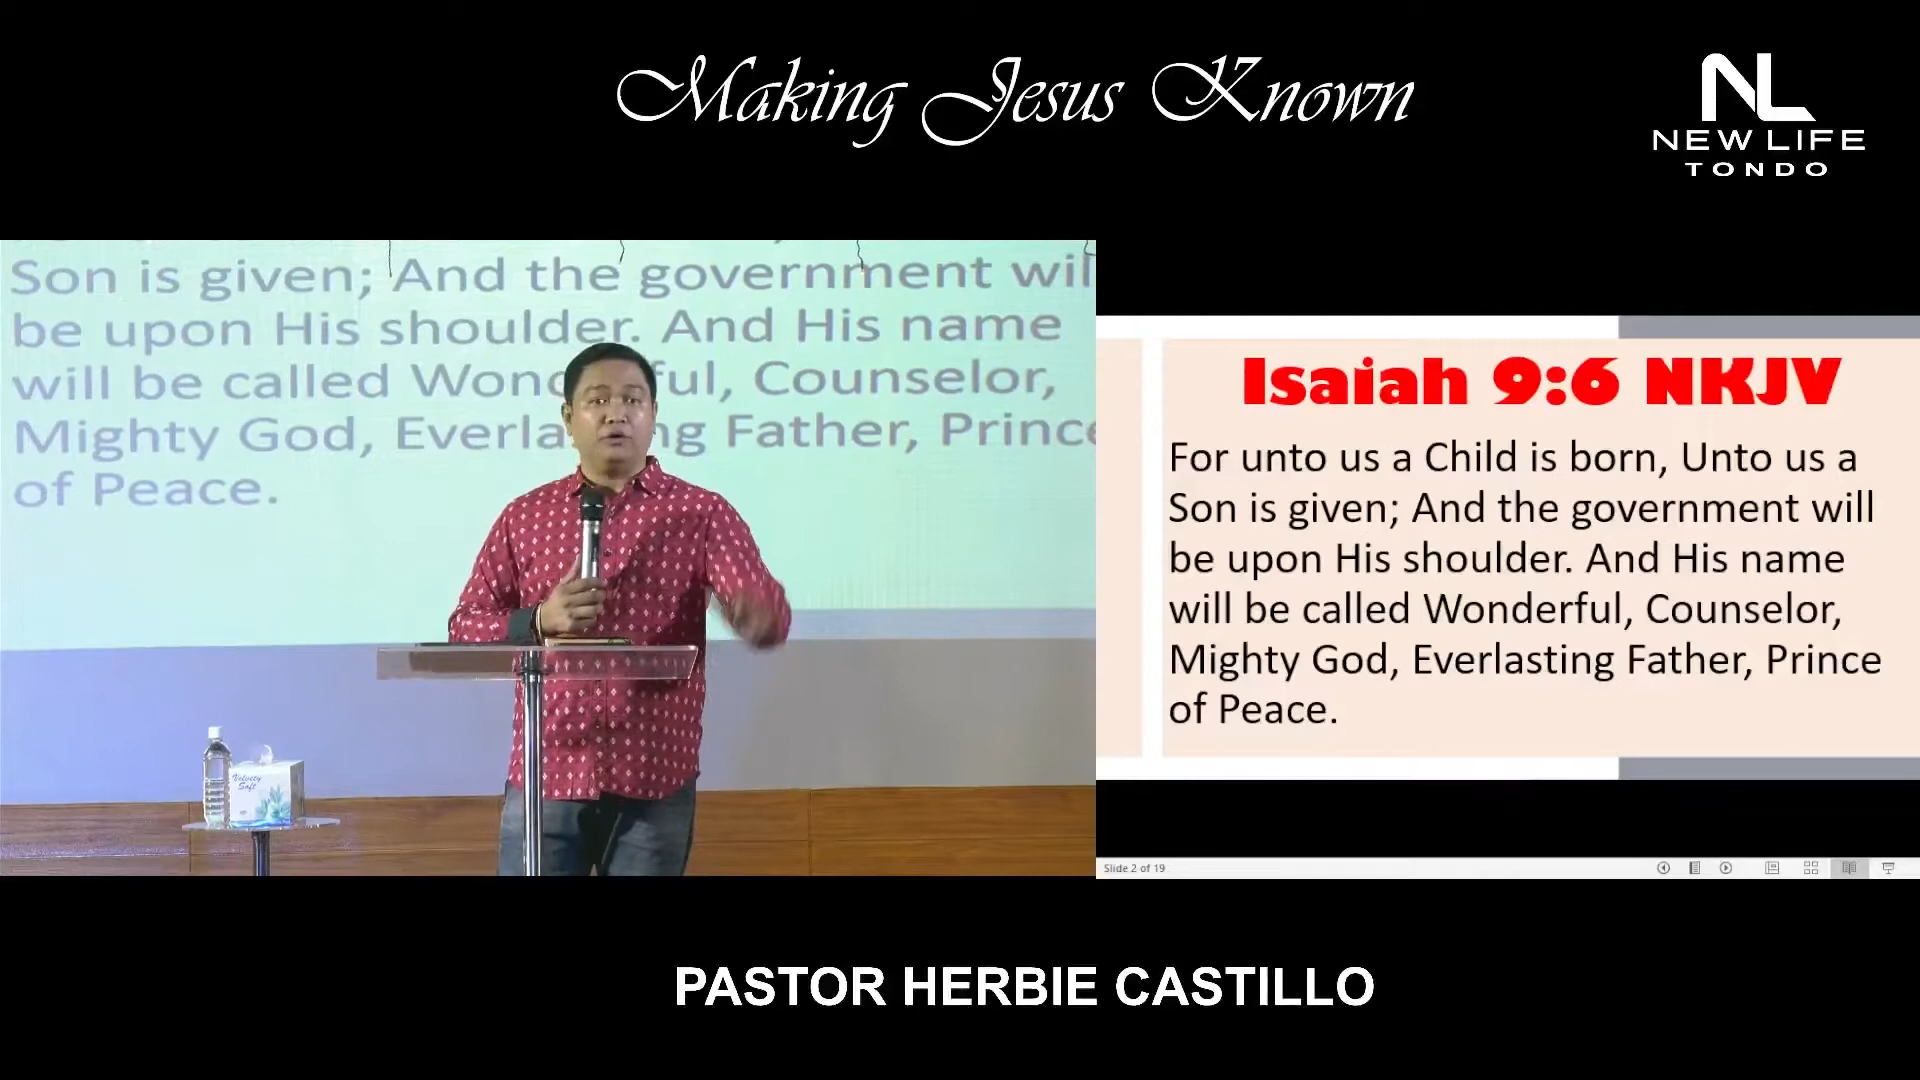 Making Jesus Known
NL
NEW LIFE
TONDO
Son is given; And the government wil
be upon His shoulder. And His name
will be called Won ful, Counselor,
Mighty God, Everla ng Father, Prince
of Peace.
Velvety
Soft
Isaiah 9:6 NKJV
For unto us a Child is born, Unto us a
Son is given; And the government will
be upon His shoulder. And His name
will be called Wonderful, Counselor,
Mighty God, Everlasting Father, Prince
of Peace.
Slide 2 of 19
PASTOR HERBIE CASTILLO